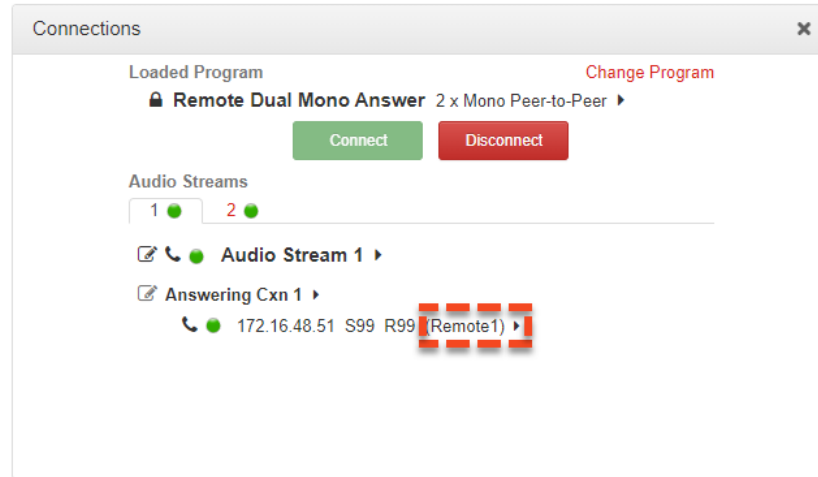 Connections
Loaded Program Change Program
Remote Dual Mono Answer 2 x Mono Peer-to-Peer
Connect Disconnect
Audio Streams
1 2
Audio Stream 1
Answering Cxn 1
172.16.48.51 S99 R99 (Remote1)